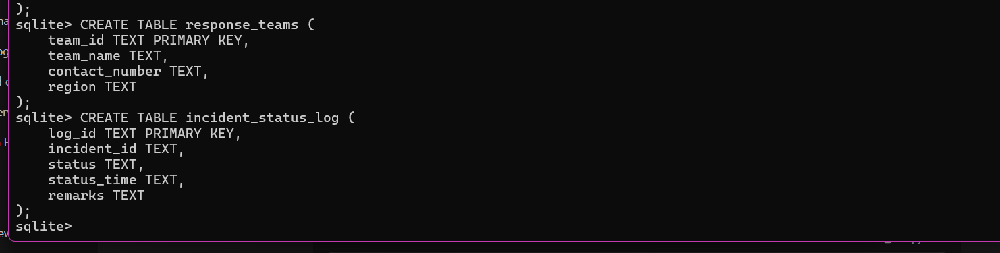 );
sqlite> CREATE TABLE response_teams (
    team_id TEXT PRIMARY KEY,
    team_name TEXT,
    contact_number TEXT,
    region TEXT
);
sqlite> CREATE TABLE incident_status_log (
    log_id TEXT PRIMARY KEY,
    incident_id TEXT,
    status TEXT,
    status_time TEXT,
    remarks TEXT
);
sqlite>